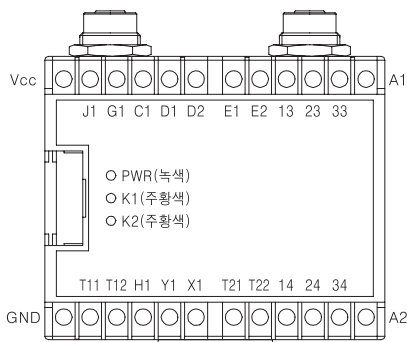 Vcc A1
J1 G1 C1 D1 D2 E1 E2 13 23 33
PWR(녹색)
K1(주황색)
K2(주황색)
T11 T12 H1 Y1 X1 T21 T22 14 24 34
GND A2